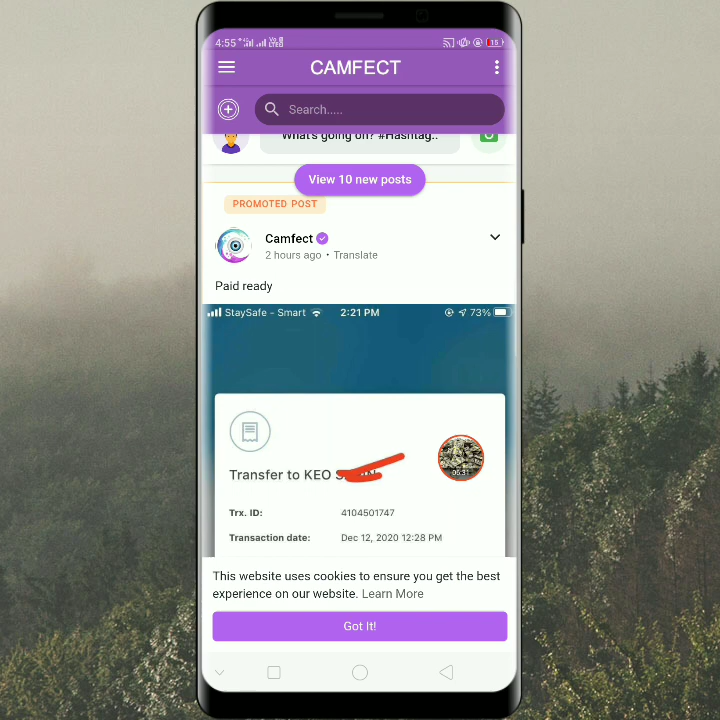 4:55
15
CAMFECT
Search.....
What's going on? #Hashtag..
View 10 new posts
PROMOTED POST
Camfect
2 hours ago • Translate
Paid ready
StaySafe - Smart 2:21 PM 73%
Transfer to KEO
06:31
Trx. ID: 4104501747
Transaction date: Dec 12, 2020 12:28 PM
This website uses cookies to ensure you get the best
experience on our website. Learn More
Got It!